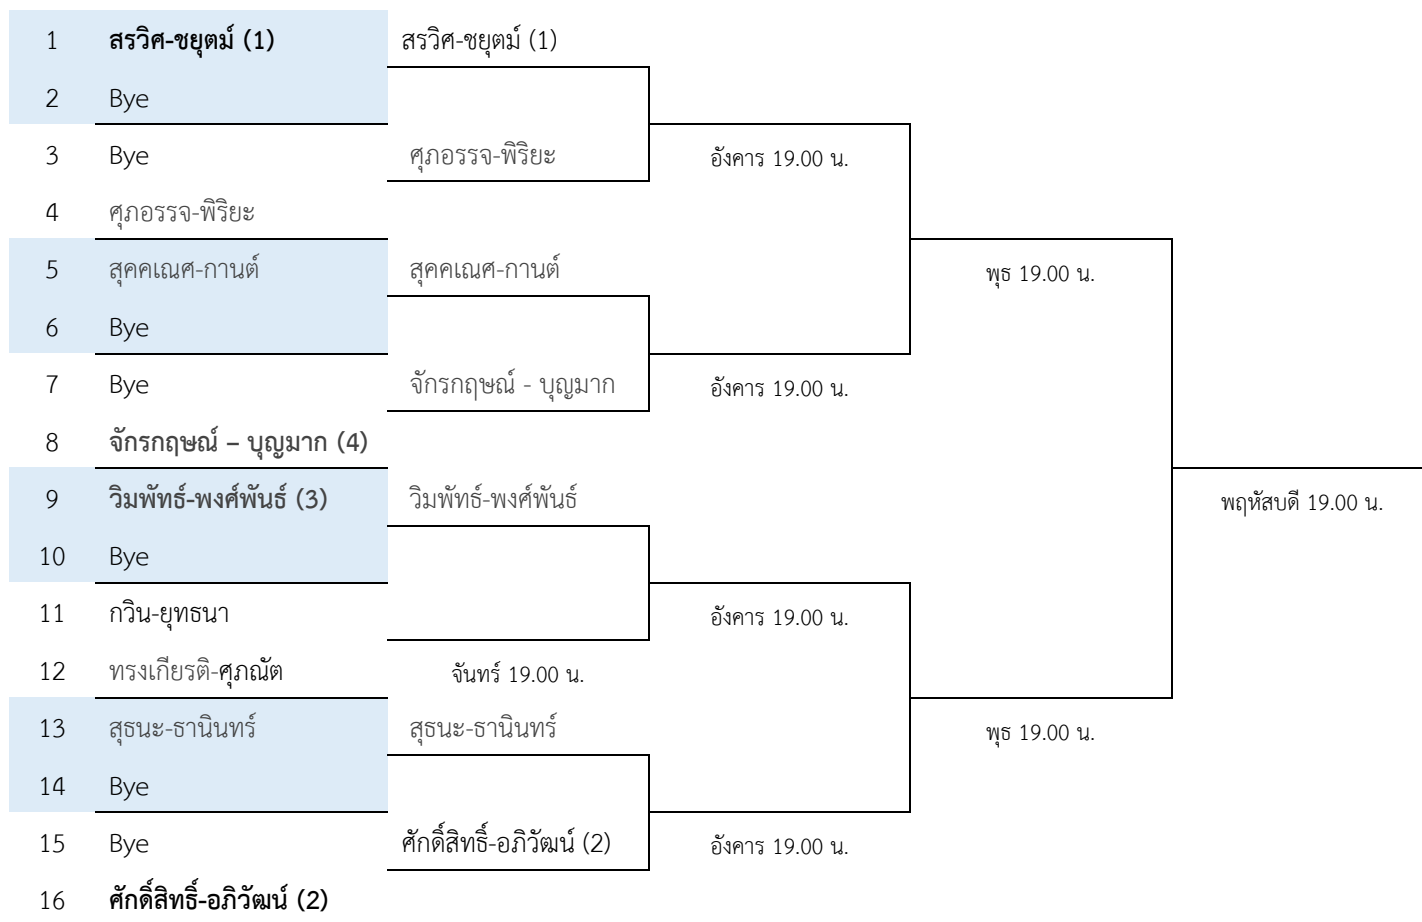 1 สรวิศ-ชยุตม์ (1) สรวิศ-ชยุตม์ (1)
2 Bye
3 Bye ศุภอรรจ-พิริยะ อังคาร 19.00 น.
4 ศุภอรรจ-พิริยะ
5 สุคคเณศ-กานต์ สุคคเณศ-กานต์ พุธ 19.00 น.
6 Bye
7 Bye จักรกฤษณ์ - บุญมาก อังคาร 19.00 น.
8 จักรกฤษณ์ – บุญมาก (4)
9 วิมพัทธ์-พงศ์พันธ์ (3) วิมพัทธ์-พงศ์พันธ์ พฤหัสบดี 19.00 น.
10 Bye
11 กวิน-ยุทธนา อังคาร 19.00 น.
12 ทรงเกียรติ-ศุภณัต จันทร์ 19.00 น.
13 สุธนะ-ธานินทร์ สุธนะ-ธานินทร์ พุธ 19.00 น.
14 Bye
15 Bye ศักดิ์สิทธิ์-อภิวัฒน์ (2) อังคาร 19.00 น.
16 ศักดิ์สิทธิ์-อภิวัฒน์ (2)